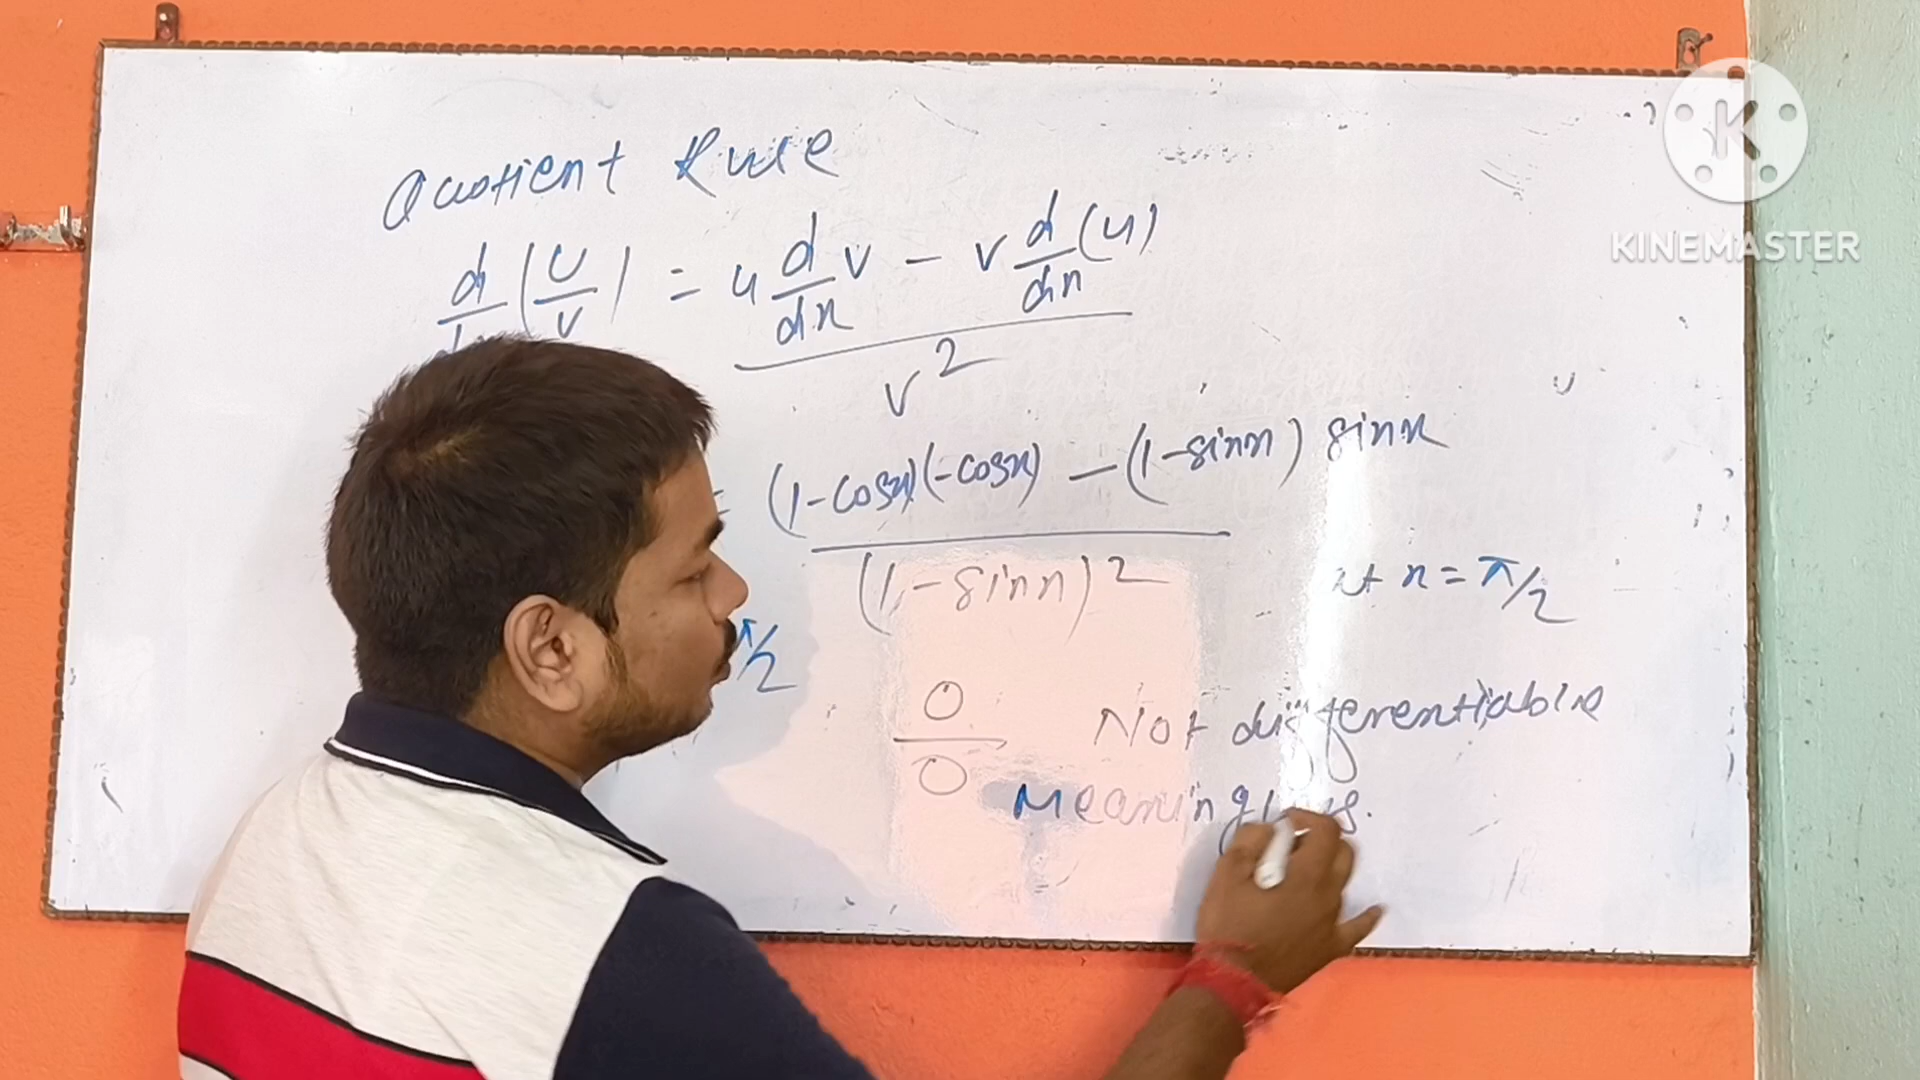 Quotient Rule
d/dx (u/v) = u d/dx v - v d/dx (u)
v²
= (1-cosx)(-cosx) - (1-sinx) sinx
(1-sinx)² at x = π/2
π/2
0/0 Not differentiable
Meaningless.
K
KINEMASTER